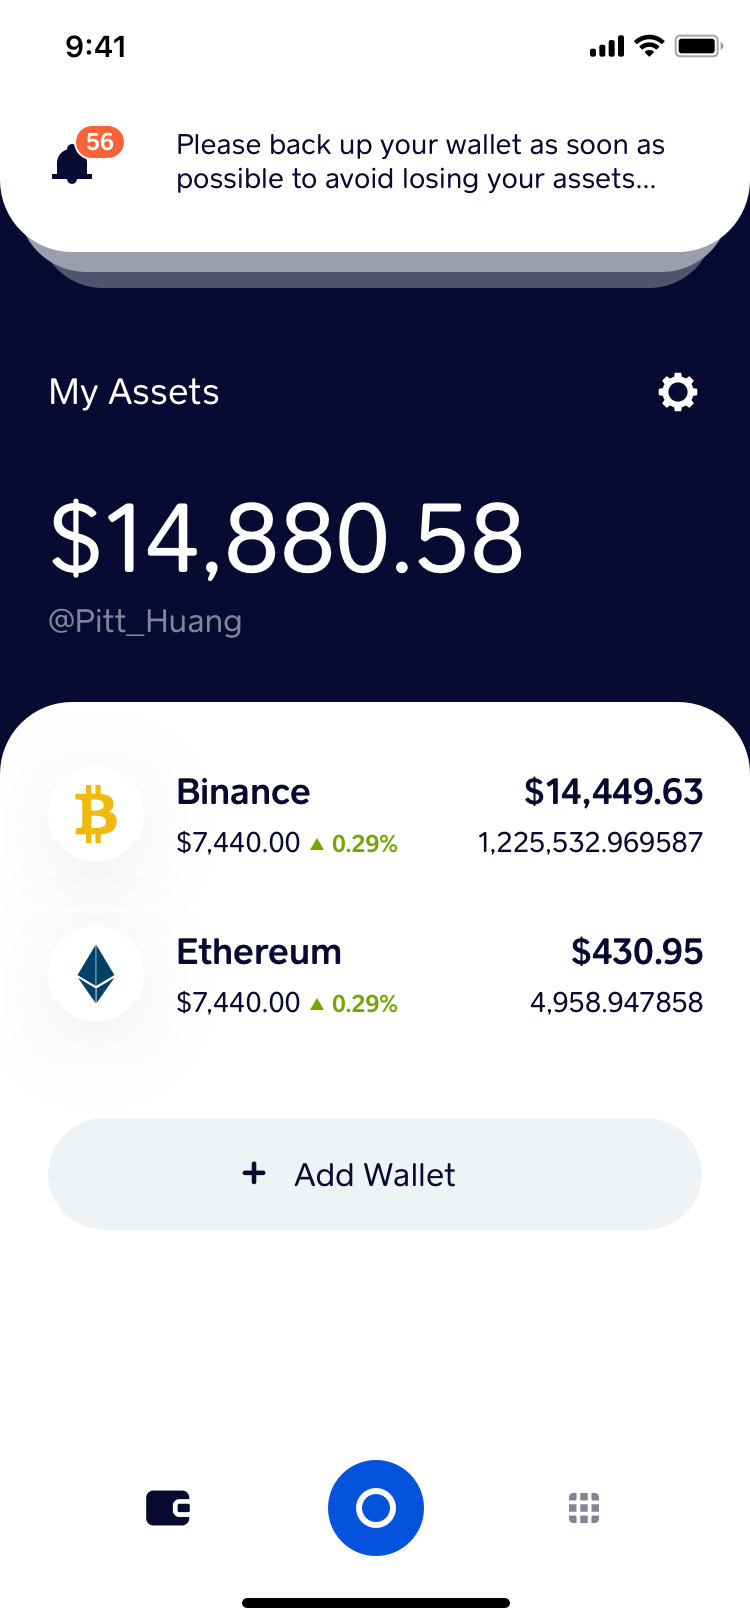 9:41
56
Please back up your wallet as soon as
possible to avoid losing your assets...
My Assets
$14,880.58
@Pitt_Huang
Binance $14,449.63
$7,440.00 ▲ 0.29% 1,225,532.969587
Ethereum $430.95
$7,440.00 ▲ 0.29% 4,958.947858
+ Add Wallet